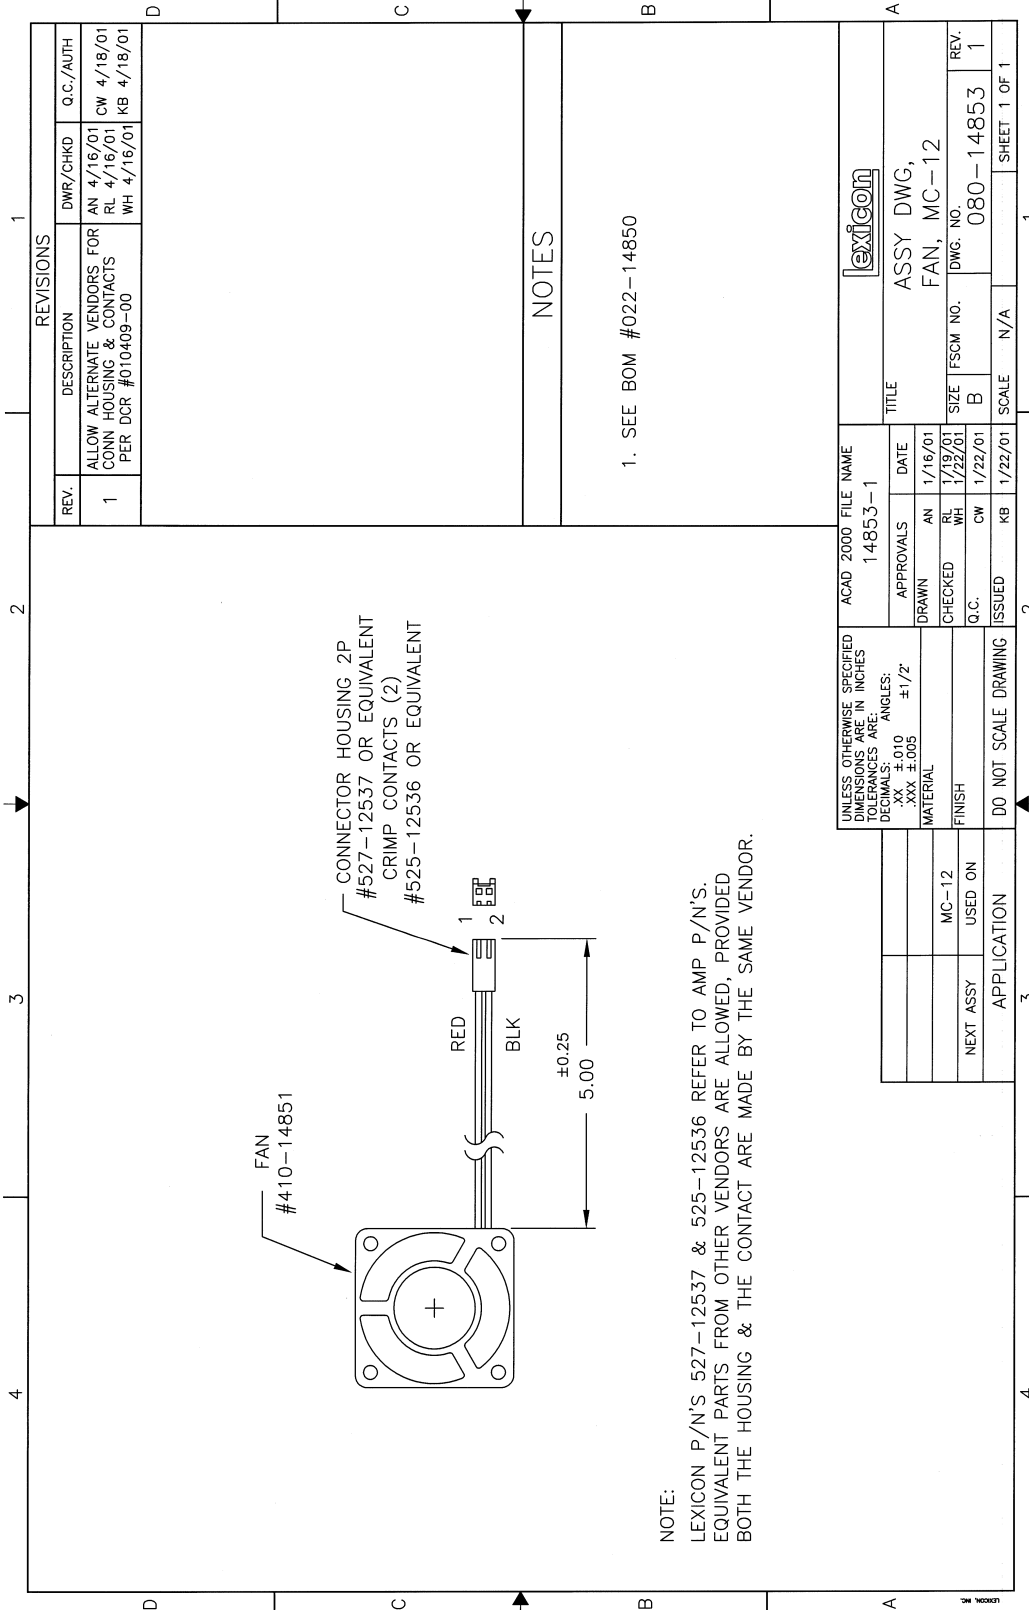 D
C
B
A
1
2
3
4
REVISIONS
REV.
DESCRIPTION
DWR/CHKD
Q.C./AUTH
1
ALLOW ALTERNATE VENDORS FOR
CONN HOUSING & CONTACTS
PER DCR #010409-00
AN 4/16/01
RL 4/16/01
WH 4/16/01
CW 4/18/01
KB 4/18/01
NOTES
1. SEE BOM #022-14850
FAN
#410-14851
CONNECTOR HOUSING 2P
#527-12537 OR EQUIVALENT
CRIMP CONTACTS (2)
#525-12536 OR EQUIVALENT
RED
BLK
1
2
±0.25
5.00
NOTE:
LEXICON P/N'S 527-12537 & 525-12536 REFER TO AMP P/N'S.
EQUIVALENT PARTS FROM OTHER VENDORS ARE ALLOWED, PROVIDED
BOTH THE HOUSING & THE CONTACT ARE MADE BY THE SAME VENDOR.
MC-12
NEXT ASSY
USED ON
APPLICATION
UNLESS OTHERWISE SPECIFIED
DIMENSIONS ARE IN INCHES
TOLERANCES ARE:
DECIMALS: ANGLES:
.XX ±.010 ±1/2°
.XXX ±.005
MATERIAL
FINISH
DO NOT SCALE DRAWING
ACAD 2000 FILE NAME
14853-1
APPROVALS
DATE
DRAWN AN 1/16/01
CHECKED RL 1/19/01
WH 1/22/01
Q.C. CW 1/22/01
ISSUED KB 1/22/01
lexicon
TITLE
ASSY DWG,
FAN, MC-12
SIZE
B
FSCM NO.
DWG. NO.
080-14853
REV.
1
SCALE N/A
SHEET 1 OF 1
D
C
B
A
1
2
3
4
LEXICON, INC.